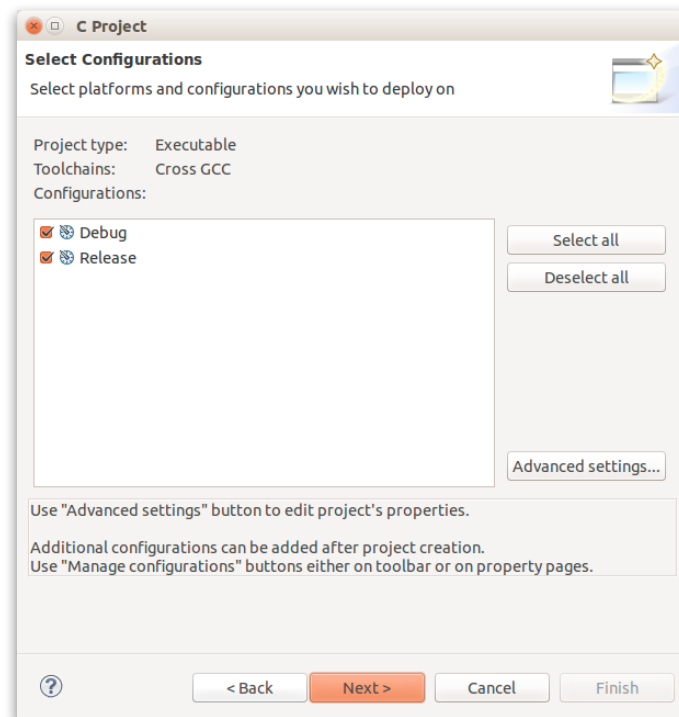 C Project
Select Configurations
Select platforms and configurations you wish to deploy on
Project type: Executable
Toolchains: Cross GCC
Configurations:
Debug
Release
Select all
Deselect all
Advanced settings...
Use "Advanced settings" button to edit project's properties.
Additional configurations can be added after project creation.
Use "Manage configurations" buttons either on toolbar or on property pages.
? < Back Next > Cancel Finish